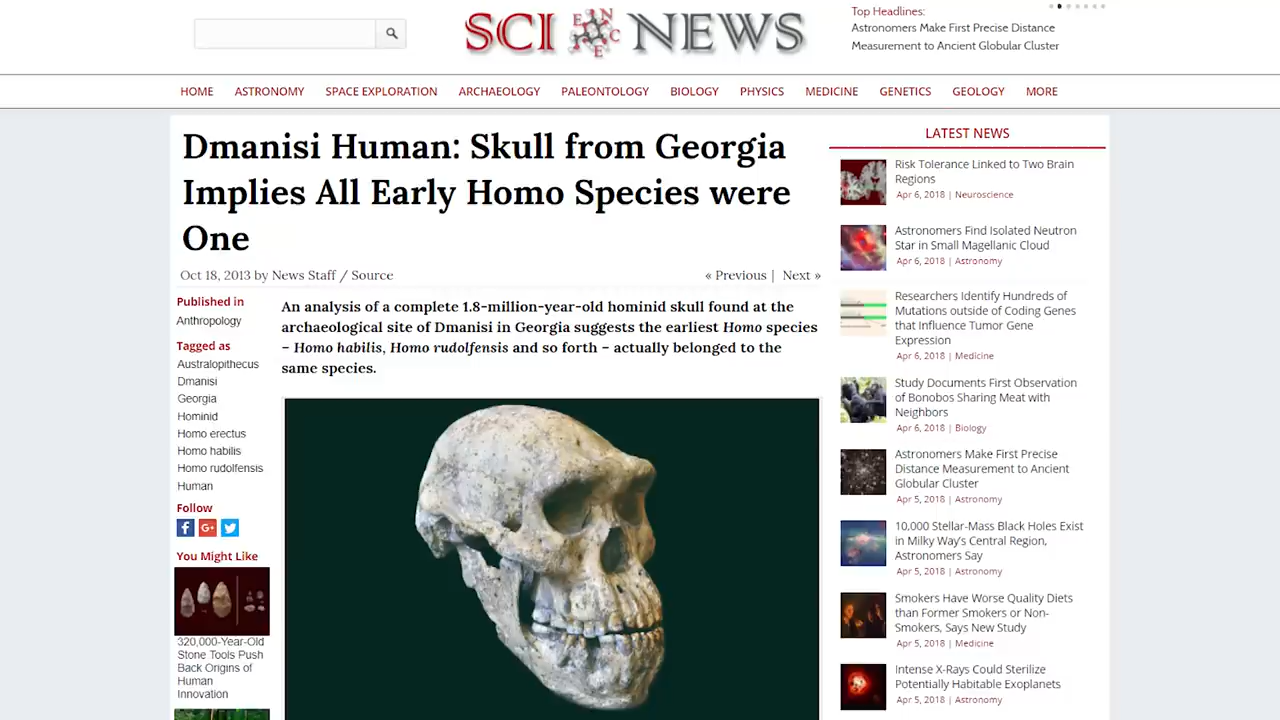 SCI
SCIENCE
NEWS
Top Headlines:
Astronomers Make First Precise Distance
Measurement to Ancient Globular Cluster
HOME ASTRONOMY SPACE EXPLORATION ARCHAEOLOGY PALEONTOLOGY BIOLOGY PHYSICS MEDICINE GENETICS GEOLOGY MORE
Dmanisi Human: Skull from Georgia
Implies All Early Homo Species were
One
Oct 18, 2013 by News Staff / Source
« Previous | Next »
Published in
Anthropology
Tagged as
Australopithecus
Dmanisi
Georgia
Hominid
Homo erectus
Homo habilis
Homo rudolfensis
Human
Follow
You Might Like
320,000-Year-Old
Stone Tools Push
Back Origins of
Human
Innovation
An analysis of a complete 1.8-million-year-old hominid skull found at the
archaeological site of Dmanisi in Georgia suggests the earliest Homo species
– Homo habilis, Homo rudolfensis and so forth – actually belonged to the
same species.
LATEST NEWS
Risk Tolerance Linked to Two Brain
Regions
Apr 6, 2018 | Neuroscience
Astronomers Find Isolated Neutron
Star in Small Magellanic Cloud
Apr 6, 2018 | Astronomy
Researchers Identify Hundreds of
Mutations outside of Coding Genes
that Influence Tumor Gene
Expression
Apr 6, 2018 | Medicine
Study Documents First Observation
of Bonobos Sharing Meat with
Neighbors
Apr 6, 2018 | Biology
Astronomers Make First Precise
Distance Measurement to Ancient
Globular Cluster
Apr 5, 2018 | Astronomy
10,000 Stellar-Mass Black Holes Exist
in Milky Way's Central Region,
Astronomers Say
Apr 5, 2018 | Astronomy
Smokers Have Worse Quality Diets
than Former Smokers or Non-
Smokers, Says New Study
Apr 5, 2018 | Medicine
Intense X-Rays Could Sterilize
Potentially Habitable Exoplanets
Apr 5, 2018 | Astronomy